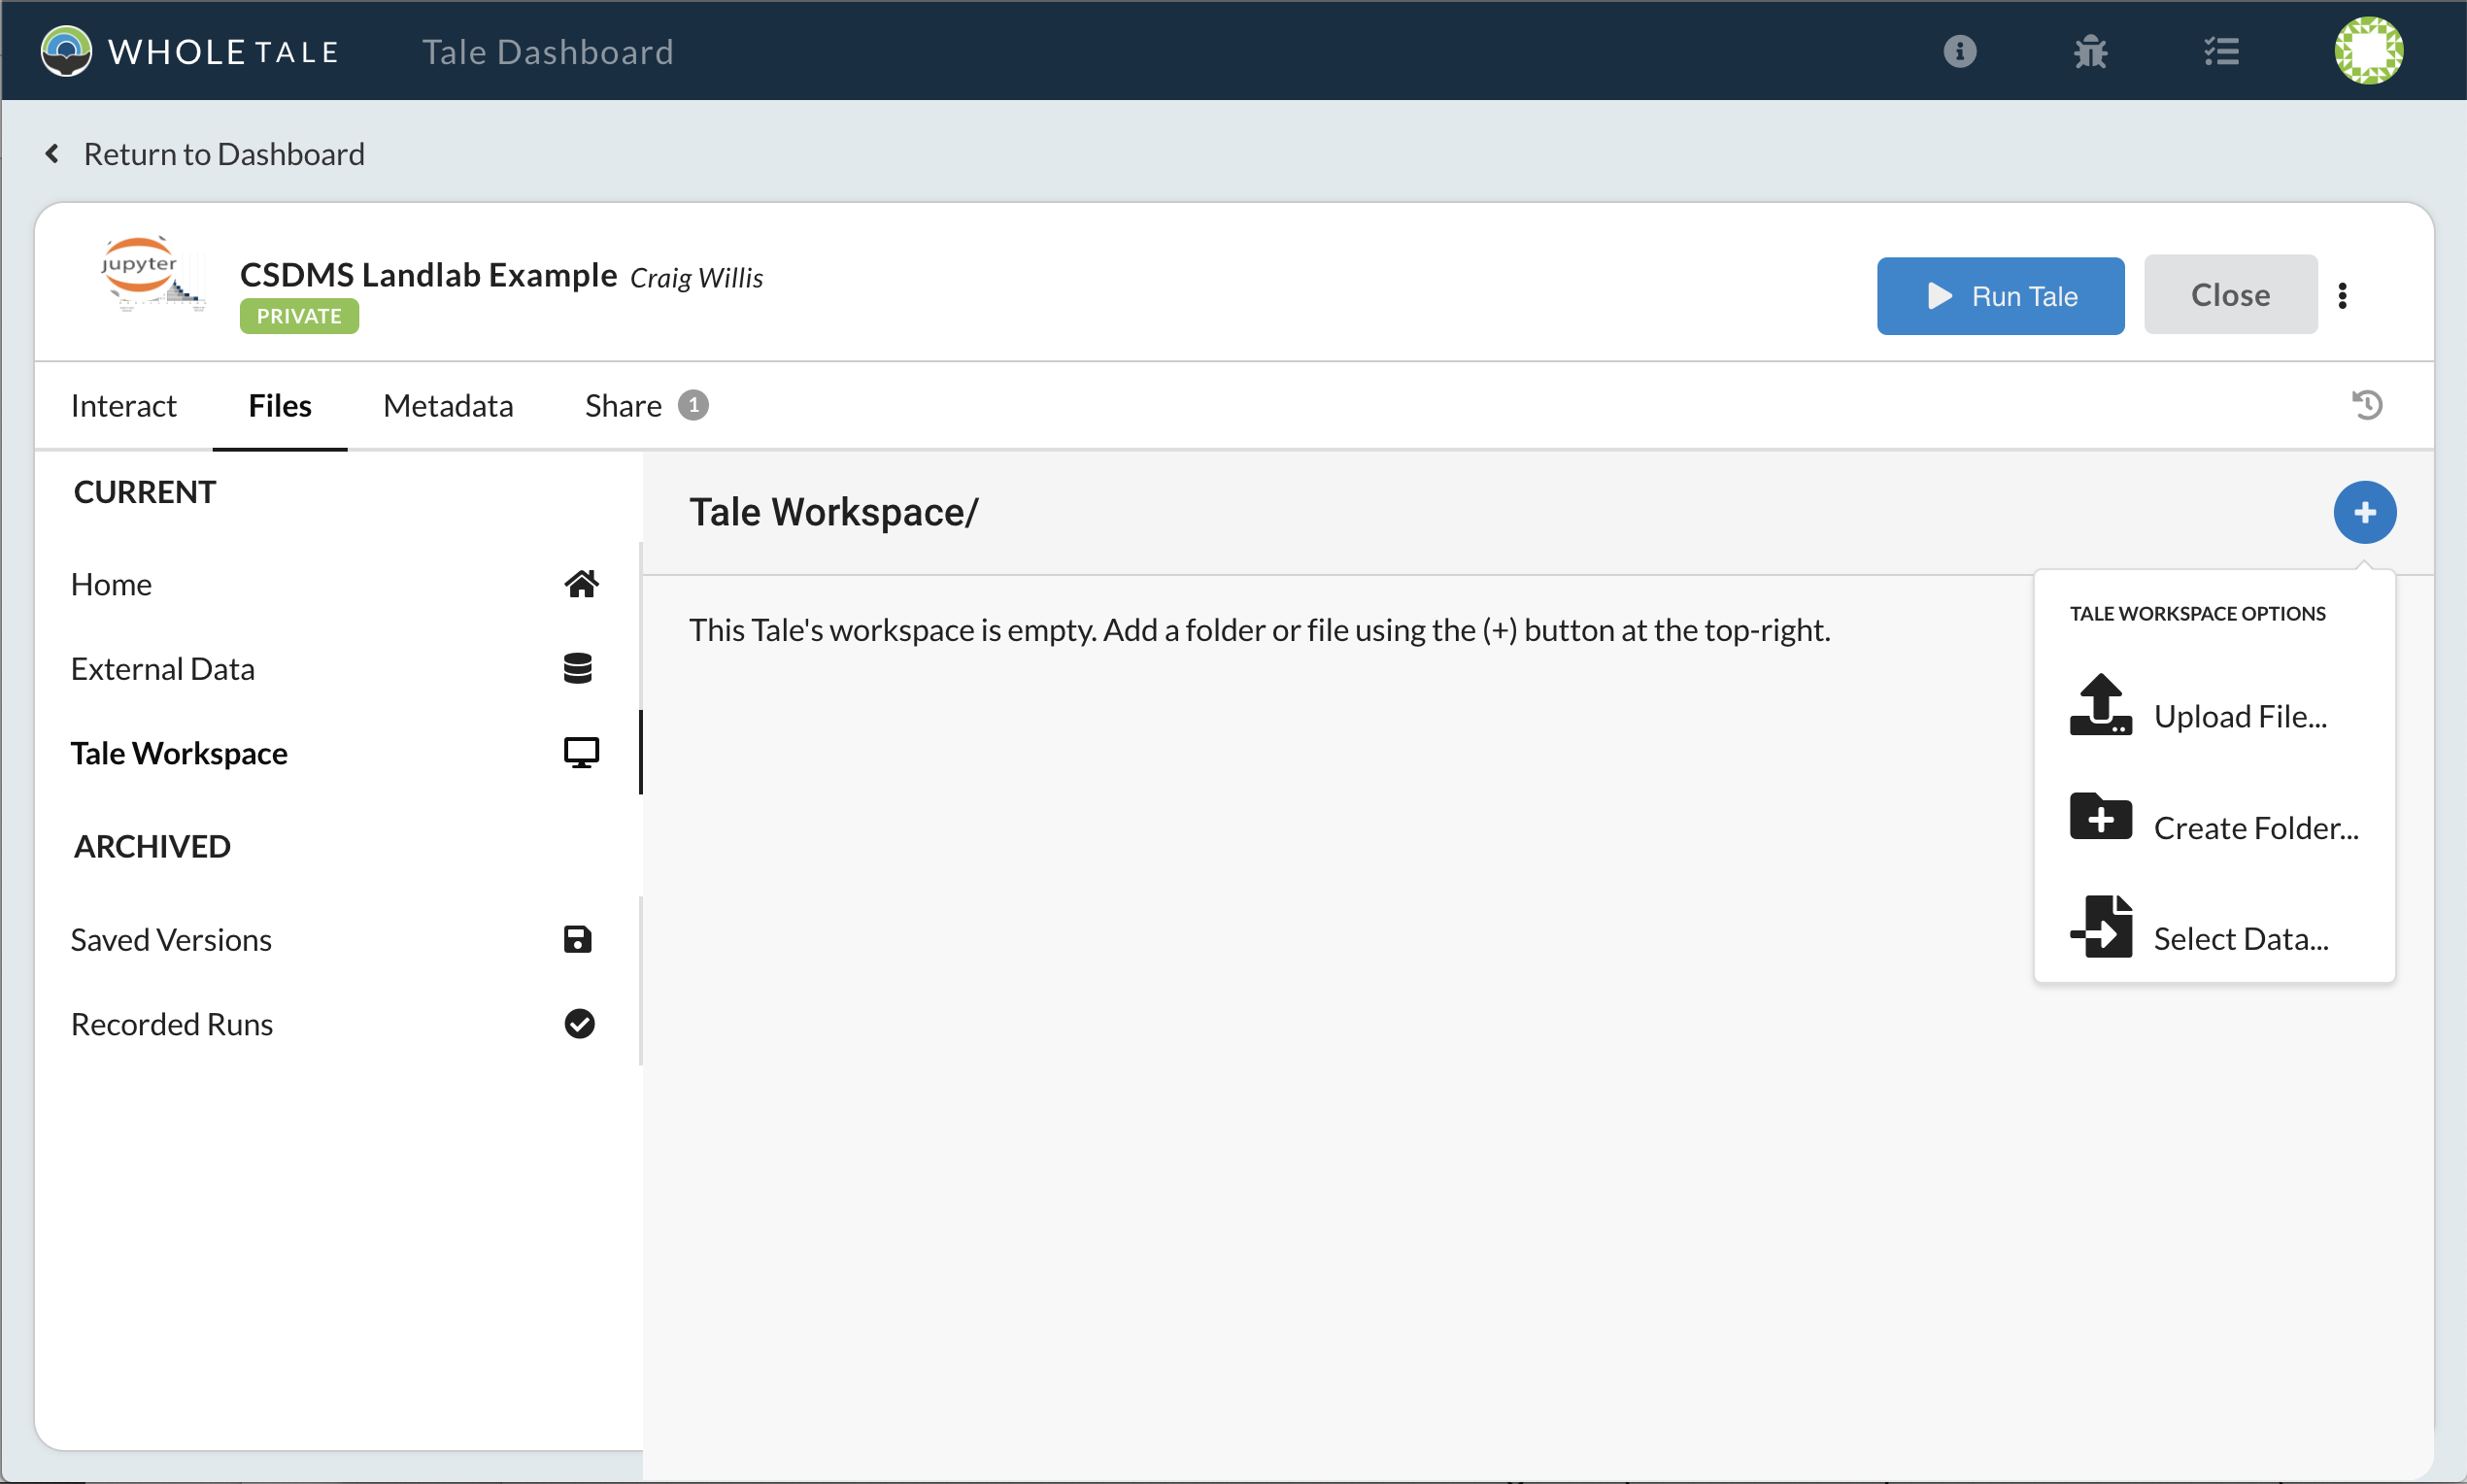 WHOLE TALE Tale Dashboard
Return to Dashboard
jupyter
CSDMS Landlab Example Craig Willis
PRIVATE
Run Tale
Close
Interact Files Metadata Share 1
CURRENT
Home
External Data
Tale Workspace
ARCHIVED
Saved Versions
Recorded Runs
Tale Workspace/
This Tale's workspace is empty. Add a folder or file using the (+) button at the top-right.
TALE WORKSPACE OPTIONS
Upload File...
Create Folder...
Select Data...